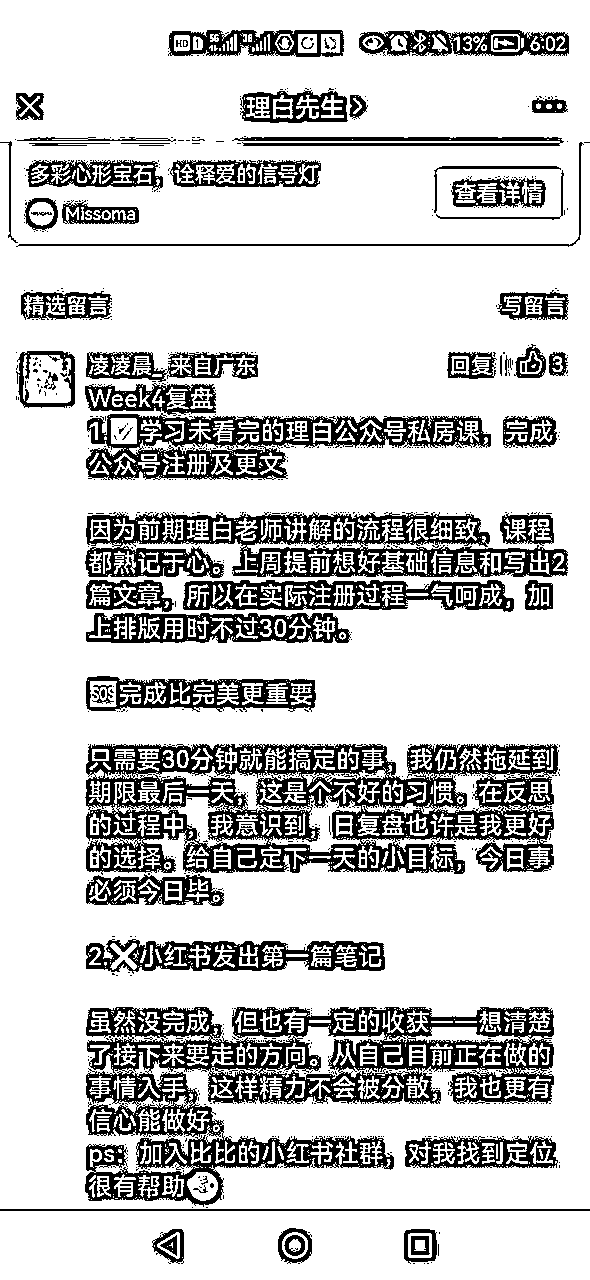 HD 5G 3G 13% 6:02
理白先生
多彩心形宝石，诠释爱的信号灯
Missoma
查看详情
精选留言 写留言
凌凌晨_ 来自广东 回复 3
Week4复盘
1.学习未看完的理白公众号私房课，完成
公众号注册及更文
因为前期理白老师讲解的流程很细致，课程
都熟记于心。上周提前想好基础信息和写出2
篇文章，所以在实际注册过程一气呵成，加
上排版用时不过30分钟。
SOS完成比完美更重要
只需要30分钟就能搞定的事，我仍然拖延到
期限最后一天，这是个不好的习惯。在反思
的过程中，我意识到，日复盘也许是我更好
的选择。给自己定下一天的小目标，今日事
必须今日毕。
2.❌小红书发出第一篇笔记
虽然没完成，但也有一定的收获——想清楚
了接下来要走的方向。从自己目前正在做的
事情入手，这样精力不会被分散，我也更有
信心能做好。
ps：加入比比的小红书社群，对我找到定位
很有帮助